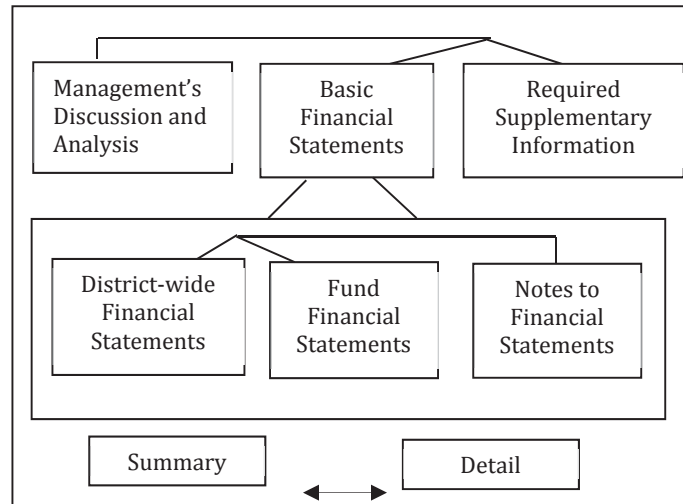 Management’s
Discussion and
Analysis
Basic
Financial
Statements
Required
Supplementary
Information
District-wide
Financial
Statements
Fund
Financial
Statements
Notes to
Financial
Statements
Summary
Detail